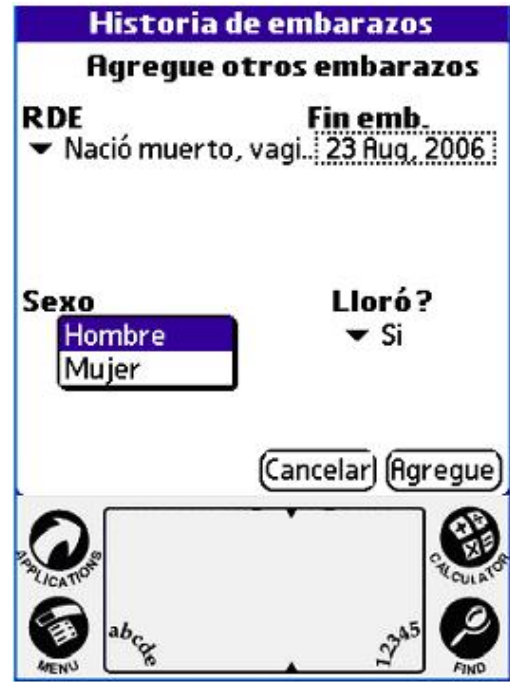 Historia de embarazos
Agregue otros embarazos
RDE Fin emb.
Nació muerto, vagi.. 23 Aug, 2006
Sexo Lloró?
Hombre Si
Mujer
Cancelar Agregue
APPLICATIONS CALCULATOR
abcde 12345
MENU FIND